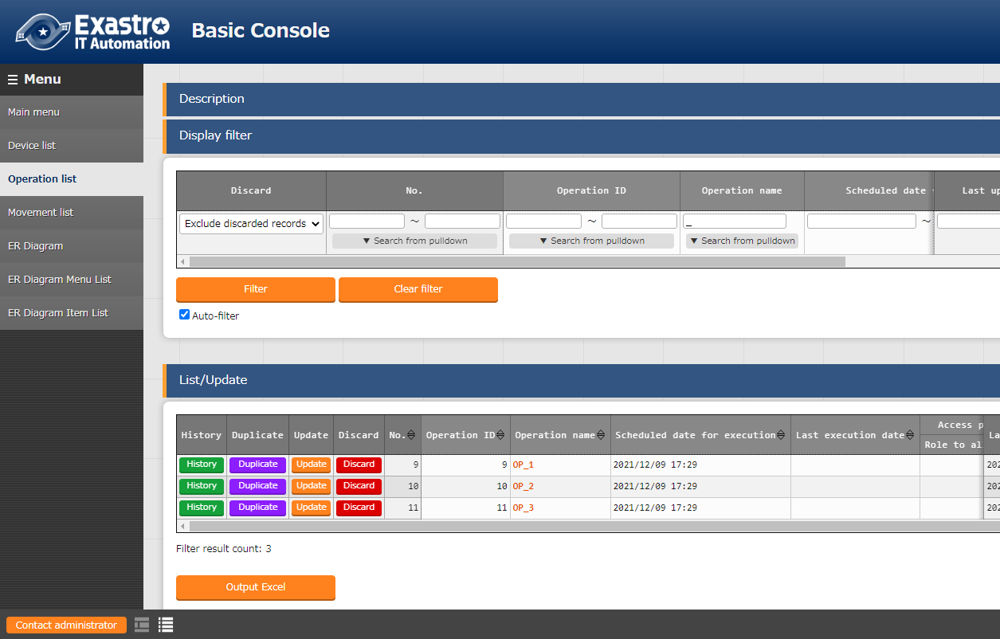 Exastro
IT Automation
Basic Console
Menu
Main menu
Device list
Operation list
Movement list
ER Diagram
ER Diagram Menu List
ER Diagram Item List
Description
Display filter
Discard No. Operation ID Operation name Scheduled date Last up
Exclude discarded records ~ ~ _ ~
▼ Search from pulldown ▼ Search from pulldown ▼ Search from pulldown
Filter Clear filter
Auto-filter
List/Update
History Duplicate Update Discard No. Operation ID Operation name Scheduled date for execution Last execution date Access p
Role to al La
History Duplicate Update Discard 9 9 OP_1 2021/12/09 17:29 202
History Duplicate Update Discard 10 10 OP_2 2021/12/09 17:29 202
History Duplicate Update Discard 11 11 OP_3 2021/12/09 17:29 202
Filter result count: 3
Output Excel
Contact administrator